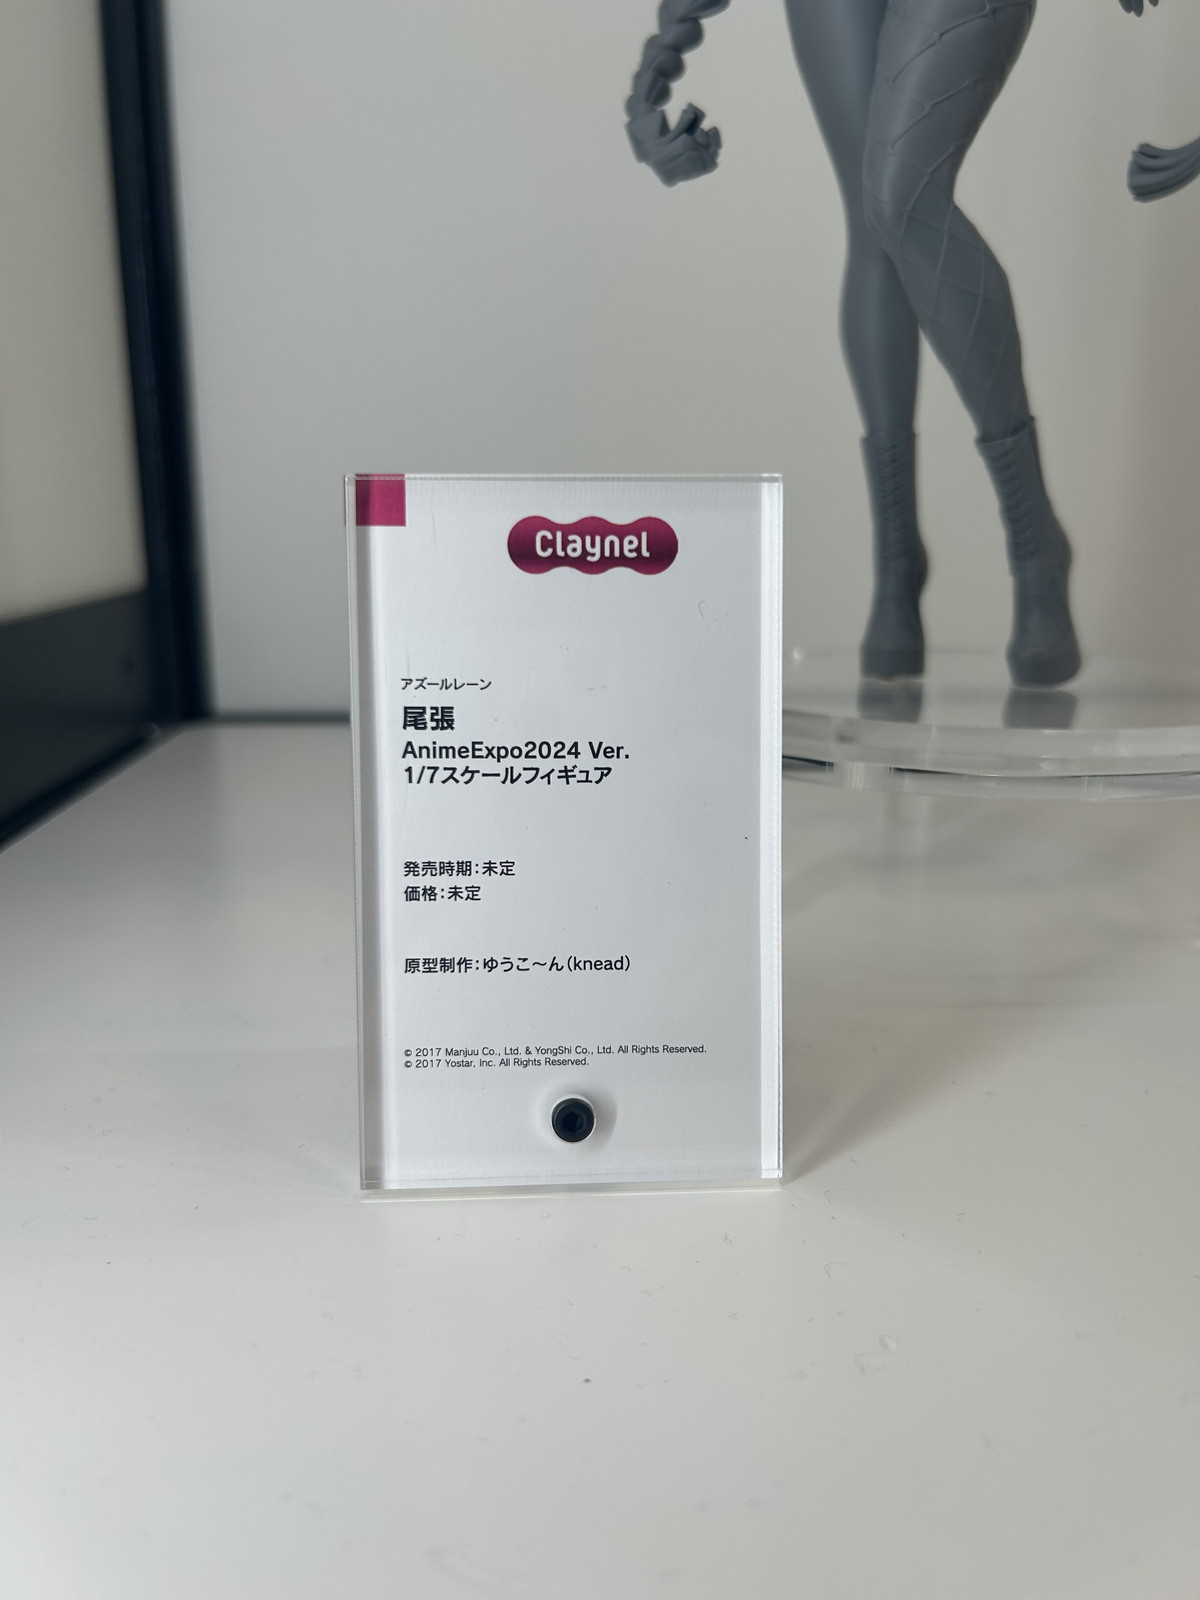 Claynel
アズールレーン
尾張
AnimeExpo2024 Ver.
1/7スケールフィギュア
発売時期：未定
価格：未定
原型制作：ゆうこ〜ん（knead）
© 2017 Manjuu Co., Ltd. & YongShi Co., Ltd. All Rights Reserved.
© 2017 Yostar, Inc. All Rights Reserved.